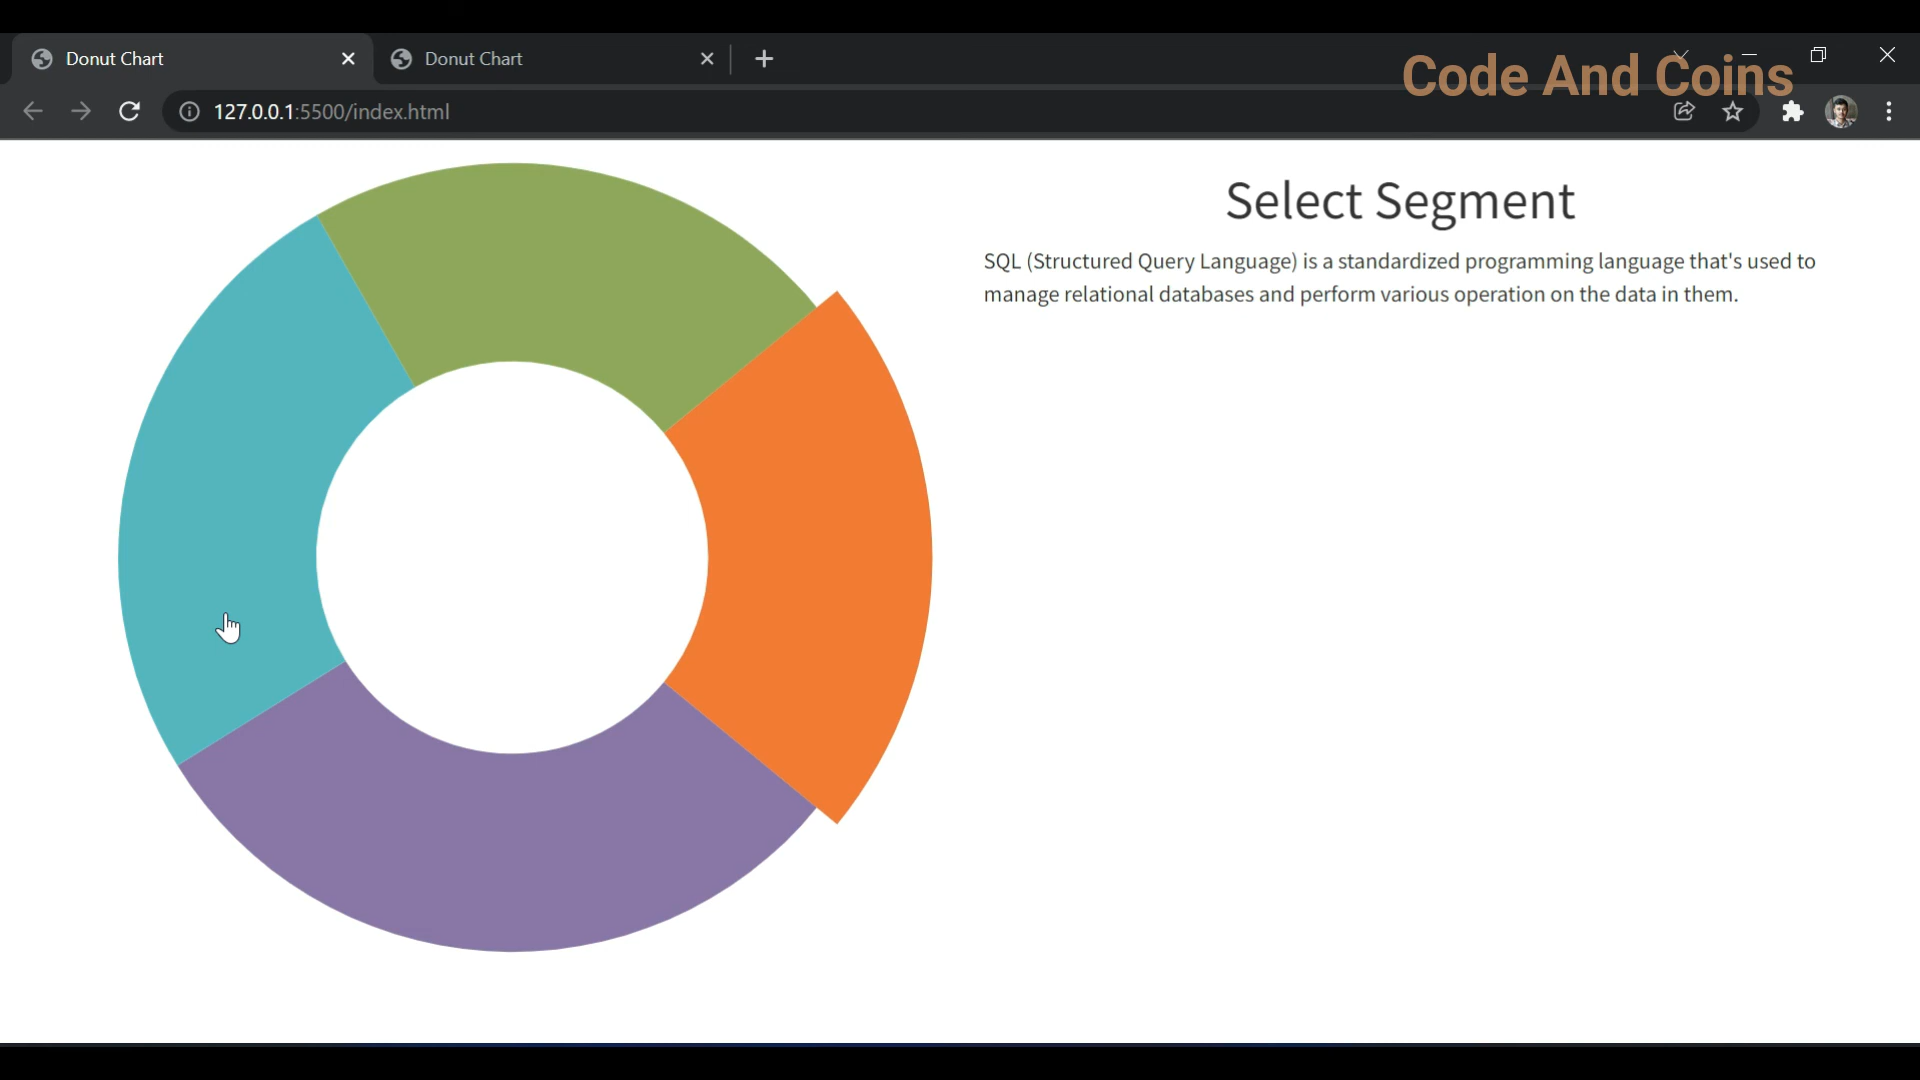 Donut Chart
Donut Chart
Code And Coins
127.0.0.1:5500/index.html
Select Segment
SQL (Structured Query Language) is a standardized programming language that's used to
manage relational databases and perform various operation on the data in them.